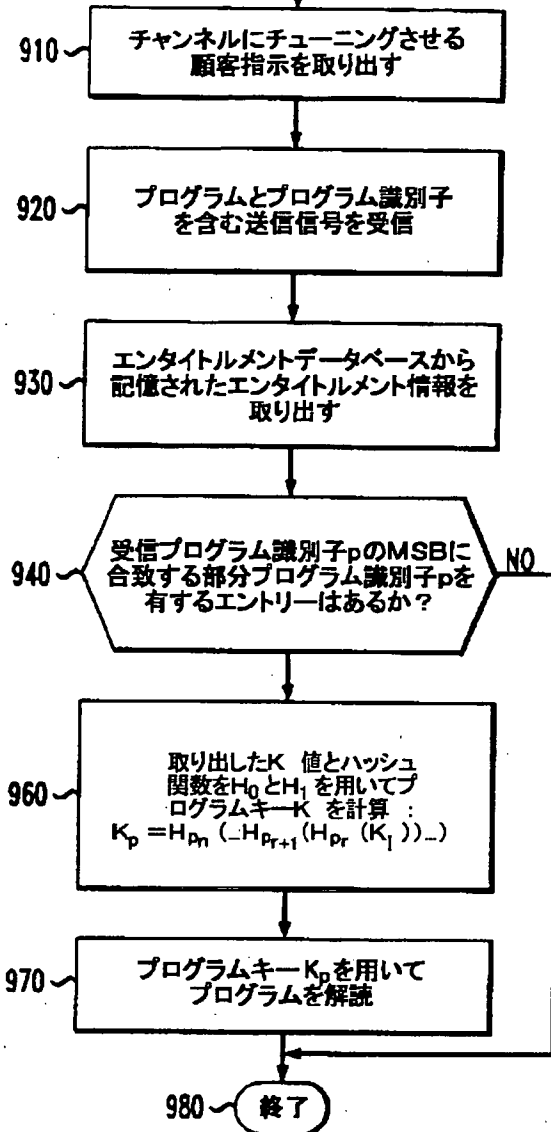 910
チャンネルにチューニングさせる
顧客指示を取り出す
920
プログラムとプログラム識別子
を含む送信信号を受信
930
エンタイトルメントデータベースから
記憶されたエンタイトルメント情報を
取り出す
940
受信プログラム識別子pのMSBに
合致する部分プログラム識別子pを
有するエントリーはあるか?
NO
960
取り出したK 値とハッシュ
関数をH₀とH₁を用いてプ
ログラムキーK を計算 :
Kₚ=H_{pₙ}(…H_{p_{r+1}}(H_{p_r}(K_I))…)
970
プログラムキーKₚを用いて
プログラムを解読
980
終了